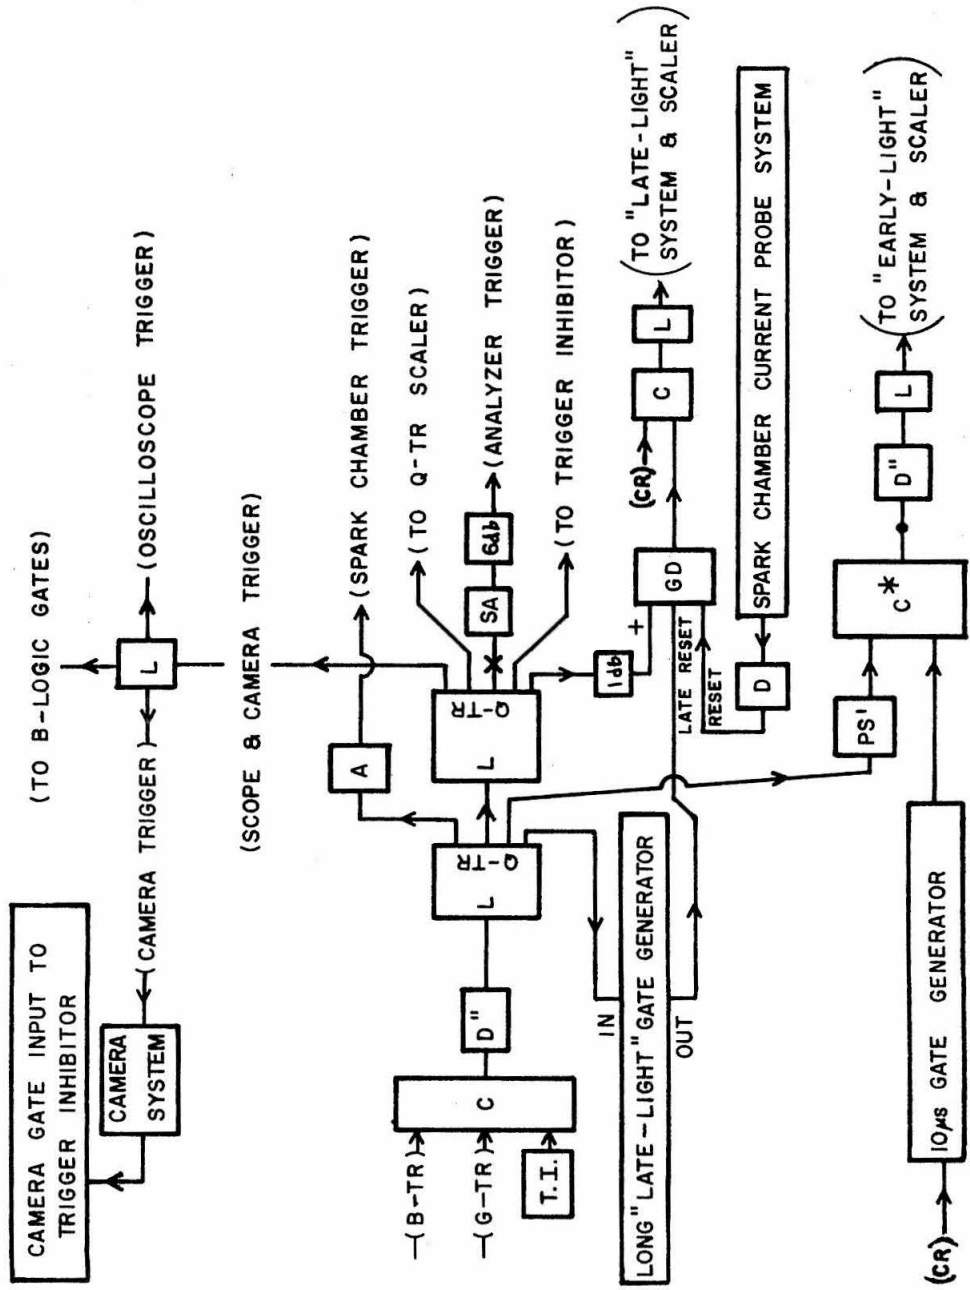 CAMERA GATE INPUT TO
TRIGGER INHIBITOR
CAMERA
SYSTEM
(CAMERA TRIGGER)
L
(OSCILLOSCOPE TRIGGER)
(TO B-LOGIC GATES)
(SCOPE & CAMERA TRIGGER)
A
(SPARK CHAMBER TRIGGER)
(TO Q-TR SCALER)
(B-TR)
(G-TR)
T.I.
C
D"
L
Q-TR
L
Q-TR
SA
(ANALYZER TRIGGER)
(TO TRIGGER INHIBITOR)
+
GD
(CR)
C
L
(TO "LATE-LIGHT"
SYSTEM & SCALER)
LATE RESET
RESET
D
SPARK CHAMBER CURRENT PROBE SYSTEM
IN
LONG "LATE-LIGHT" GATE GENERATOR
OUT
PS'
C*
D"
L
(TO "EARLY-LIGHT"
SYSTEM & SCALER)
(CR)
10μs GATE GENERATOR